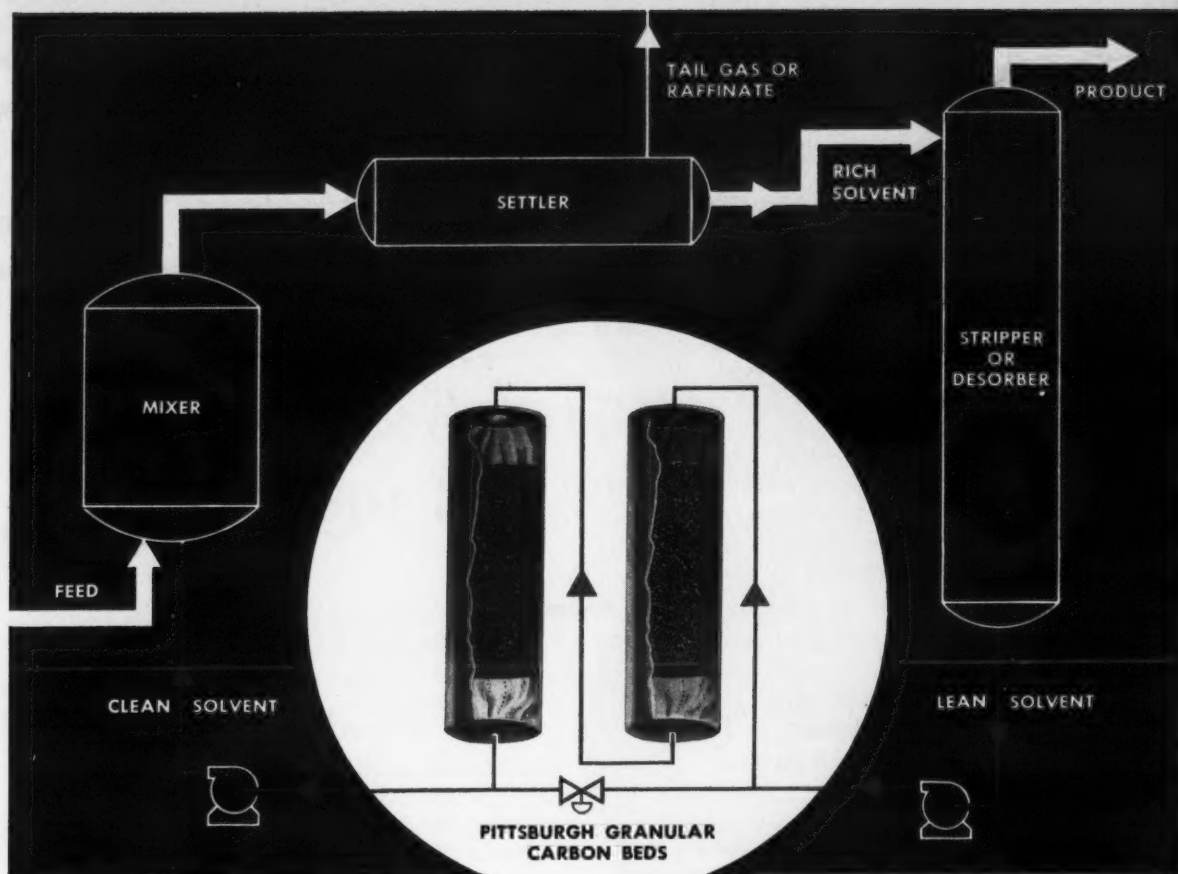 TAIL GAS OR
RAFFINATE
PRODUCT
RICH
SOLVENT
SETTLER
STRIPPER
OR
DESORBER
MIXER
FEED
CLEAN SOLVENT
LEAN SOLVENT
PITTSBURGH GRANULAR
CARBON BEDS